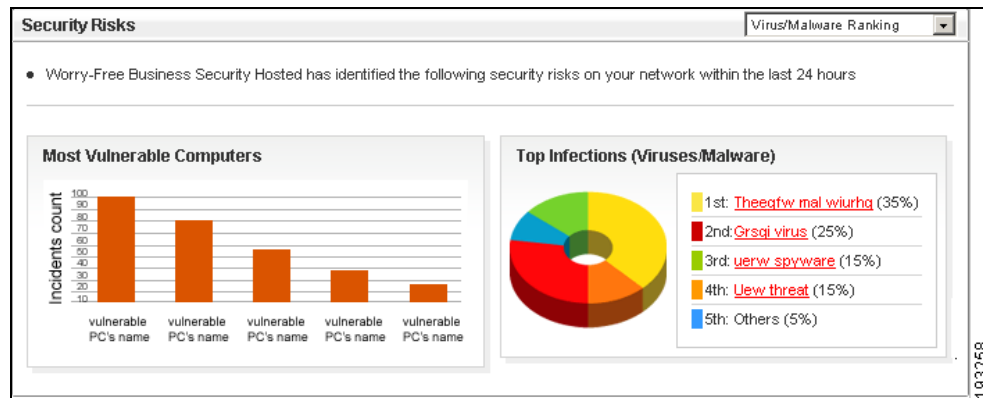 Security Risks
Virus/Malware Ranking
Worry-Free Business Security Hosted has identified the following security risks on your network within the last 24 hours
Most Vulnerable Computers
Incidents count
100
90
80
70
60
50
40
30
20
10
vulnerable PC's name
vulnerable PC's name
vulnerable PC's name
vulnerable PC's name
vulnerable PC's name
Top Infections (Viruses/Malware)
1st: Theeqfw mal wiurhq (35%)
2nd: Grsqi virus (25%)
3rd: uerw spyware (15%)
4th: Uew threat (15%)
5th: Others (5%)
193258